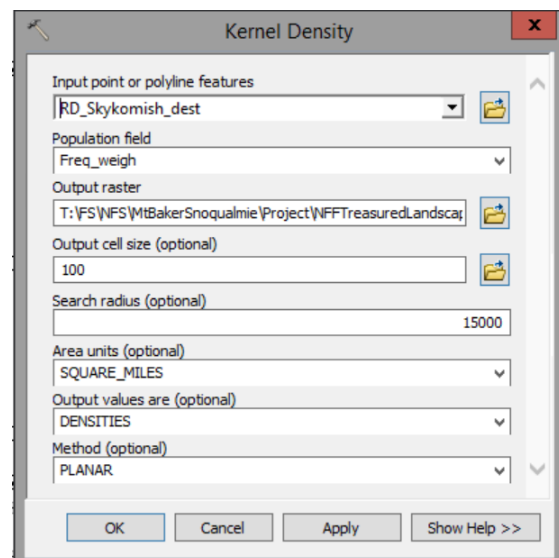 Kernel Density
x
Input point or polyline features
RD_Skykomish_dest
Population field
Freq_weigh
Output raster
T:\FS\NFS\MtBakerSnoqualmie\Project\NFFTreasuredLandscap
Output cell size (optional)
100
Search radius (optional)
15000
Area units (optional)
SQUARE_MILES
Output values are (optional)
DENSITIES
Method (optional)
PLANAR
OK Cancel Apply Show Help >>